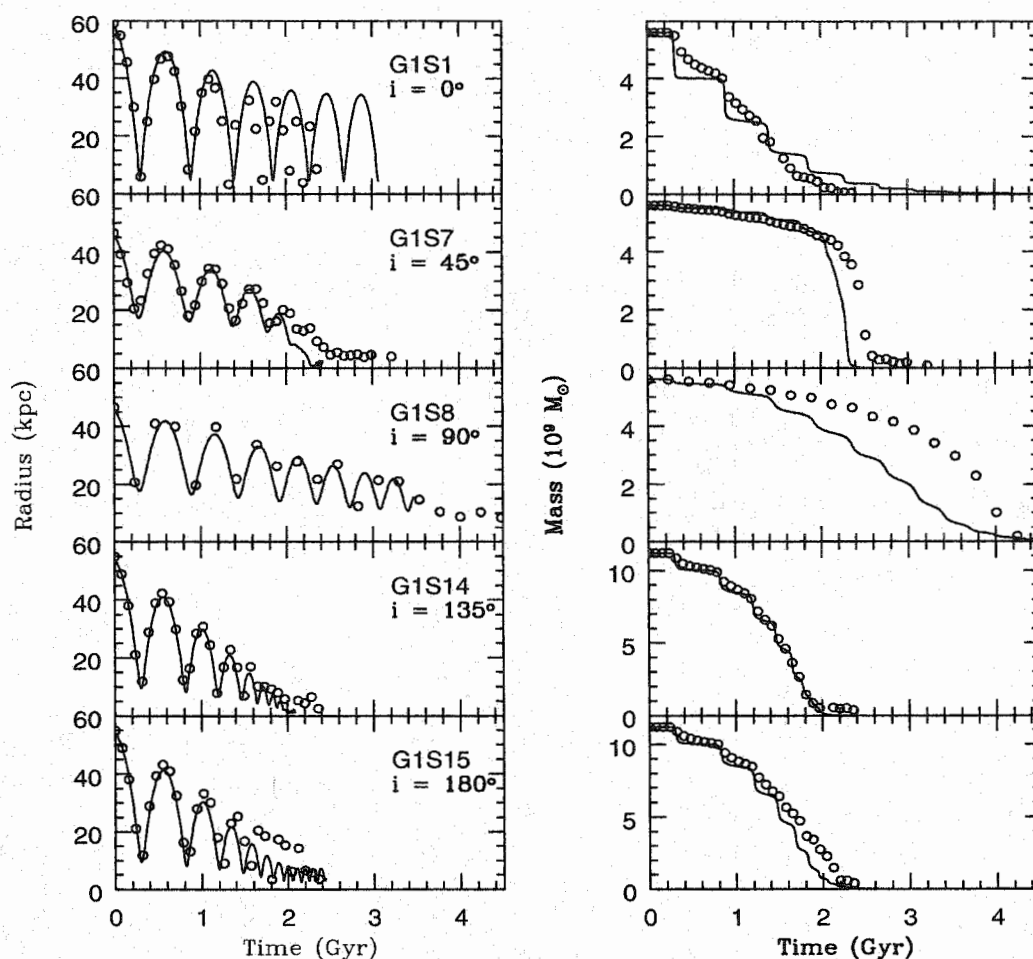 60
40
20
60
40
20
60
40
20
60
40
20
60
40
20
0
G1S1
i = 0°
G1S7
i = 45°
G1S8
i = 90°
G1S14
i = 135°
G1S15
i = 180°
Radius (kpc)
0 1 2 3 4
Time (Gyr)
4
2
0
4
2
0
4
2
0
10
5
0
10
5
0
Mass (10⁹ M☉)
0 1 2 3 4
Time (Gyr)